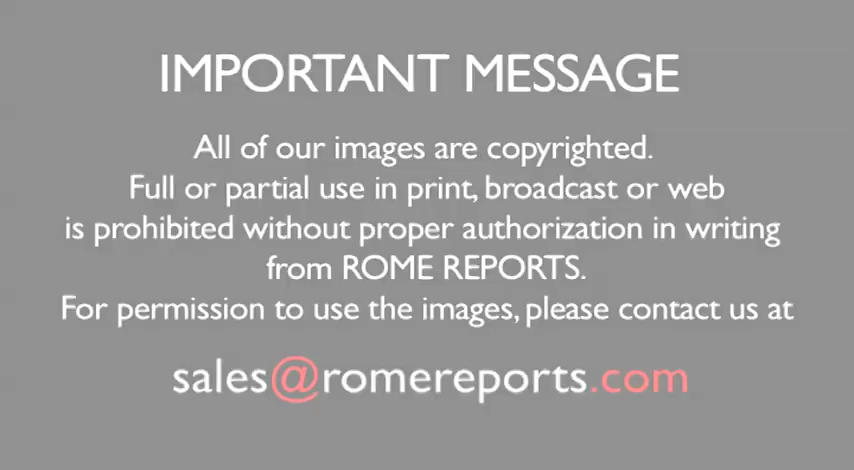 IMPORTANT MESSAGE
All of our images are copyrighted.
Full or partial use in print, broadcast or web
is prohibited without proper authorization in writing
from ROME REPORTS.
For permission to use the images, please contact us at
sales@romereports.com